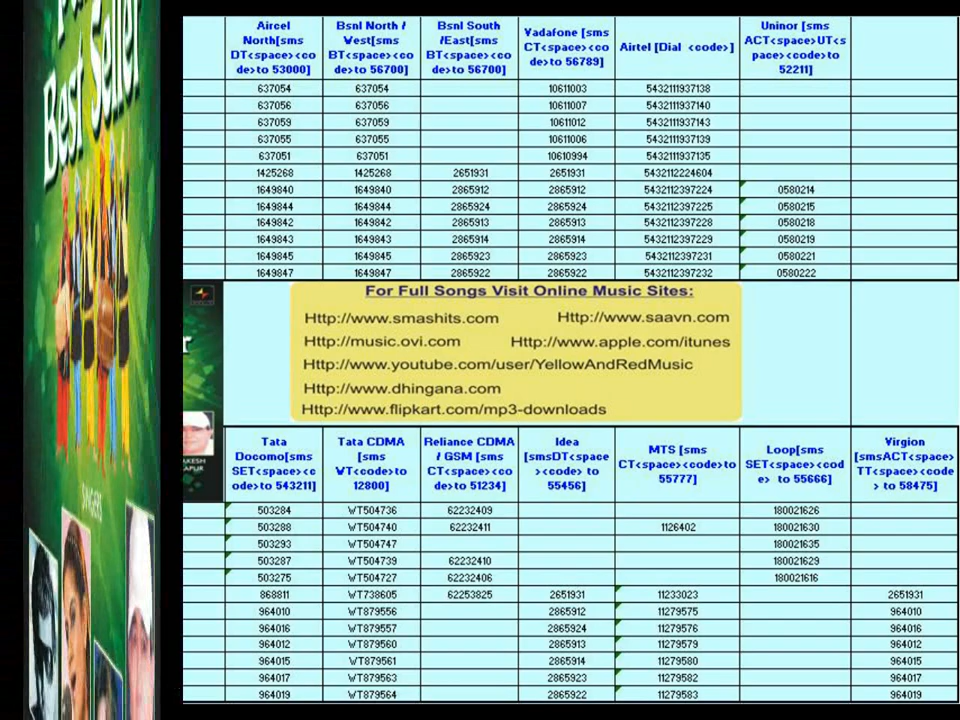 Best Seller
Aircel North[sms DT<space><code>to 53000] Bsnl North / West[sms BT<space><code>to 56700] Bsnl South /East[sms BT<space><code>to 56700] Vadafone [sms CT<space><code>to 56789] Airtel [Dial <code>] Uninor [sms ACT<space>UT<space><code>to 52211]
637054 637054 10611003 5432111937138
637056 637056 10611007 5432111937140
637059 637059 10611012 5432111937143
637055 637055 10611006 5432111937139
637051 637051 10610994 5432111937135
1425268 1425268 2651931 2651931 5432112224604
1649840 1649840 2865912 2865912 5432112397224 0580214
1649844 1649844 2865924 2865924 5432112397225 0580215
1649842 1649842 2865913 2865913 5432112397228 0580218
1649843 1649843 2865914 2865914 5432112397229 0580219
1649845 1649845 2865923 2865923 5432112397231 0580221
1649847 1649847 2865922 2865922 5432112397232 0580222
For Full Songs Visit Online Music Sites:
Http://www.smashits.com Http://www.saavn.com
Http://music.ovi.com Http://www.apple.com/itunes
Http://www.youtube.com/user/YellowAndRedMusic
Http://www.dhingana.com
Http://www.flipkart.com/mp3-downloads
Tata Docomo[sms SET<space><code>to 543211] Tata CDMA [sms WT<code>to 12800] Reliance CDMA / GSM [sms CT<space><code>to 51234] Idea [smsDT<space><code> to 55456] MTS [sms CT<space><code>to 55777] Loop[sms SET<space><code> to 55666] Virgion [smsACT<space>TT<space><code> to 58475]
503284 WT504736 62232409 180021626
503288 WT504740 62232411 1126402 180021630
503293 WT504747 180021635
503287 WT504739 62232410 180021629
503275 WT504727 62232406 180021616
868811 WT738605 62253825 2651931 11233023 2651931
964010 WT879556 2865912 11279575 964010
964016 WT879557 2865924 11279576 964016
964012 WT879560 2865913 11279579 964012
964015 WT879561 2865914 11279580 964015
964017 WT879563 2865923 11279582 964017
964019 WT879564 2865922 11279583 964019
SINGERS